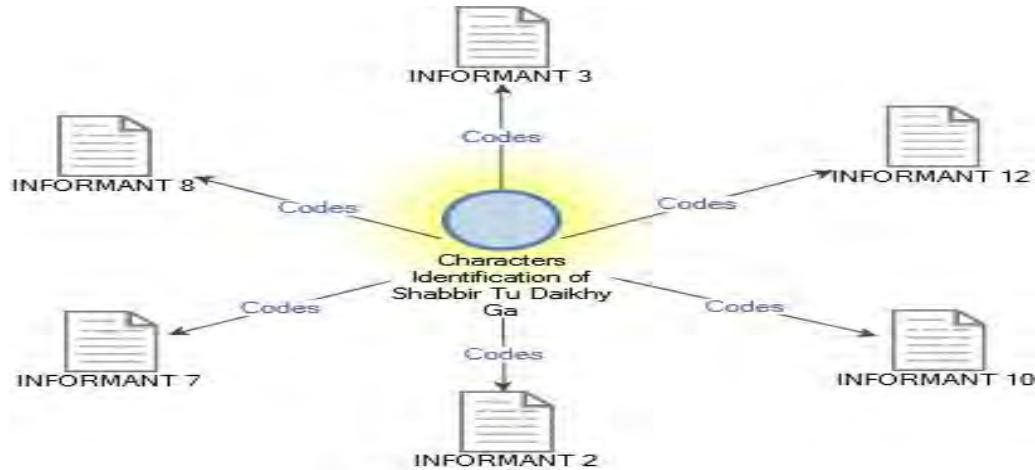 INFORMANT 3
Codes
INFORMANT 8
Codes
INFORMANT 12
Codes
Characters
Identification of
Shabbir Tu Daikhy
Ga
INFORMANT 7
Codes
Codes
INFORMANT 10
Codes
INFORMANT 2